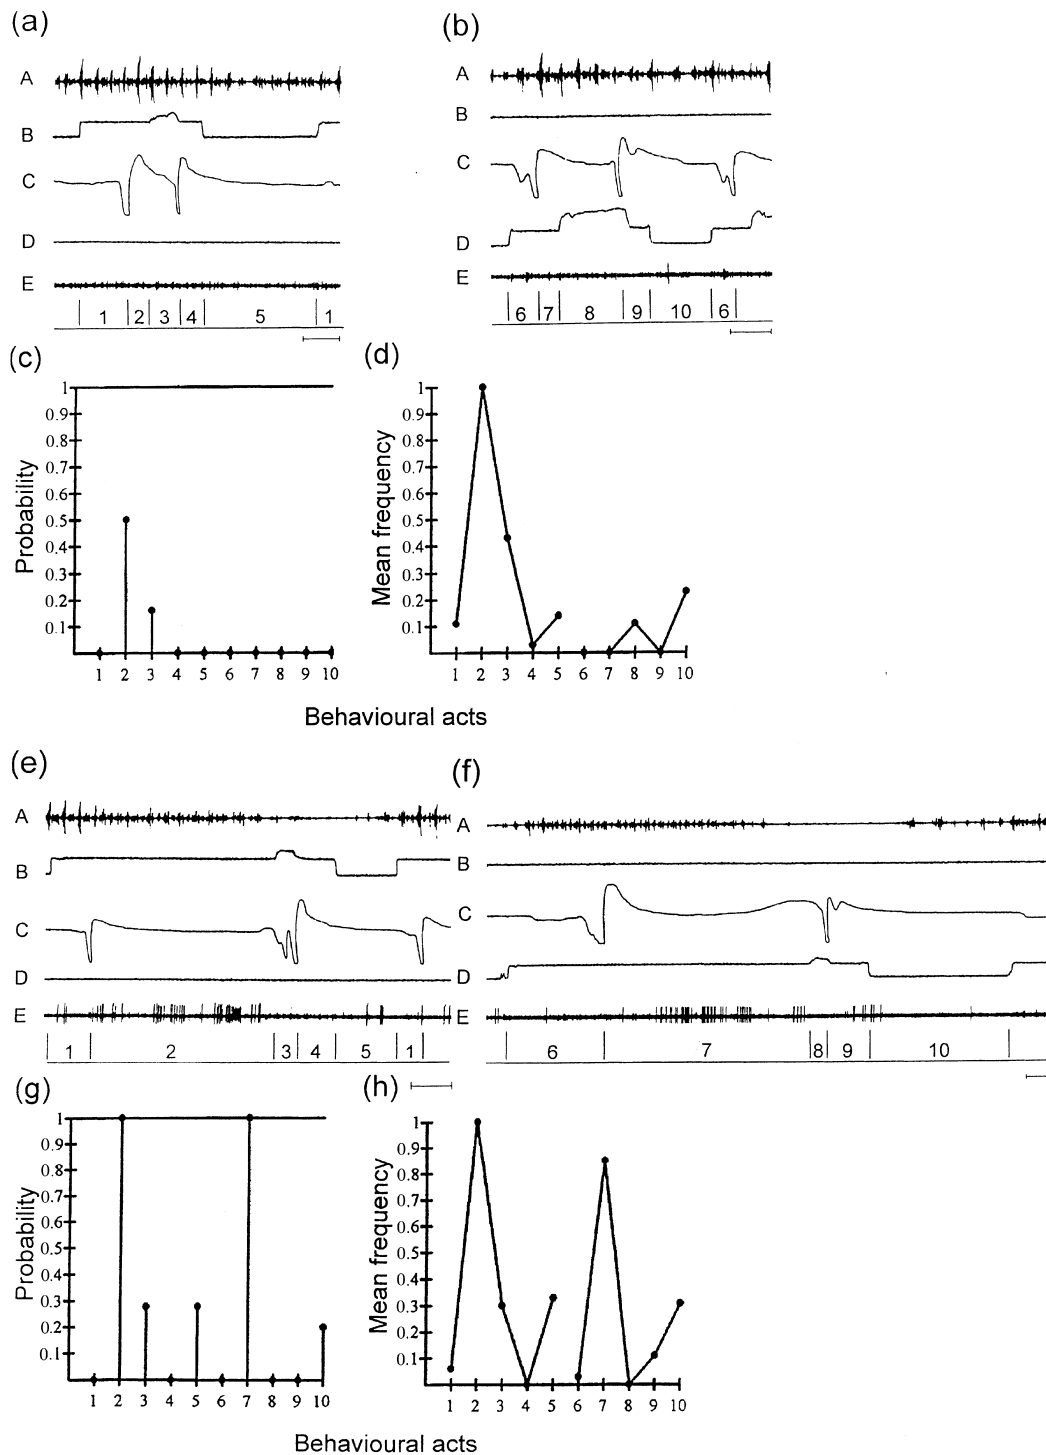 (a)
A
B
C
D
E
1 2 3 4 5 1
(b)
A
B
C
D
E
6 7 8 9 10 6
(c)
Probability
1
0.9
0.8
0.7
0.6
0.5
0.4
0.3
0.2
0.1
1 2 3 4 5 6 7 8 9 10
(d)
Mean frequency
1
0.9
0.8
0.7
0.6
0.5
0.4
0.3
0.2
0.1
1 2 3 4 5 6 7 8 9 10
Behavioural acts
(e)
A
B
C
D
E
1 2 3 4 5 1
(f)
A
B
C
D
E
6 7 8 9 10
(g)
Probability
1
0.9
0.8
0.7
0.6
0.5
0.4
0.3
0.2
0.1
1 2 3 4 5 6 7 8 9 10
(h)
Mean frequency
1
0.9
0.8
0.7
0.6
0.5
0.4
0.3
0.2
0.1
1 2 3 4 5 6 7 8 9 10
Behavioural acts